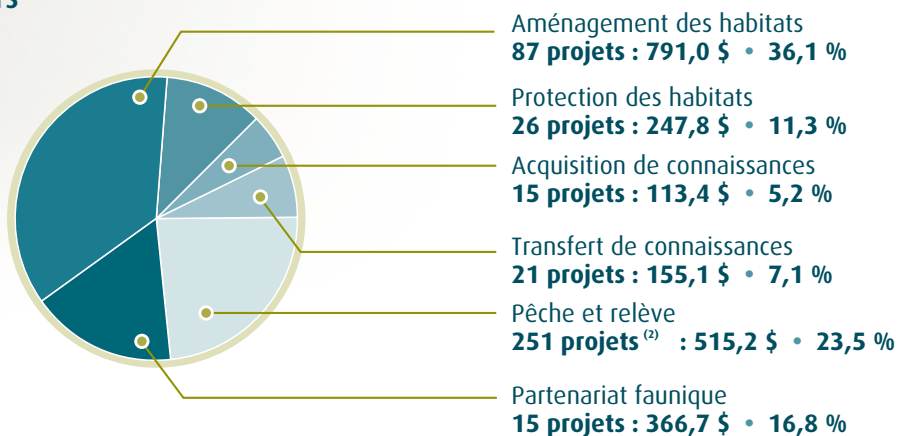 Aménagement des habitats
87 projets : 791,0 $ • 36,1 %
Protection des habitats
26 projets : 247,8 $ • 11,3 %
Acquisition de connaissances
15 projets : 113,4 $ • 5,2 %
Transfert de connaissances
21 projets : 155,1 $ • 7,1 %
Pêche et relève
251 projets (2) : 515,2 $ • 23,5 %
Partenariat faunique
15 projets : 366,7 $ • 16,8 %